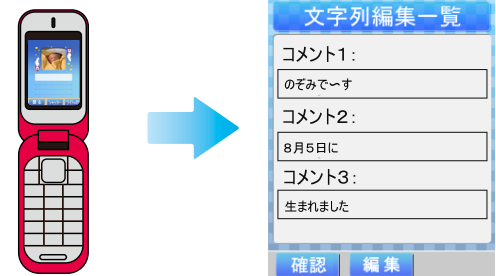 文字列編集一覧
コメント1:
のぞみで〜す
コメント2:
8月5日に
コメント3:
生まれました
確認 編集